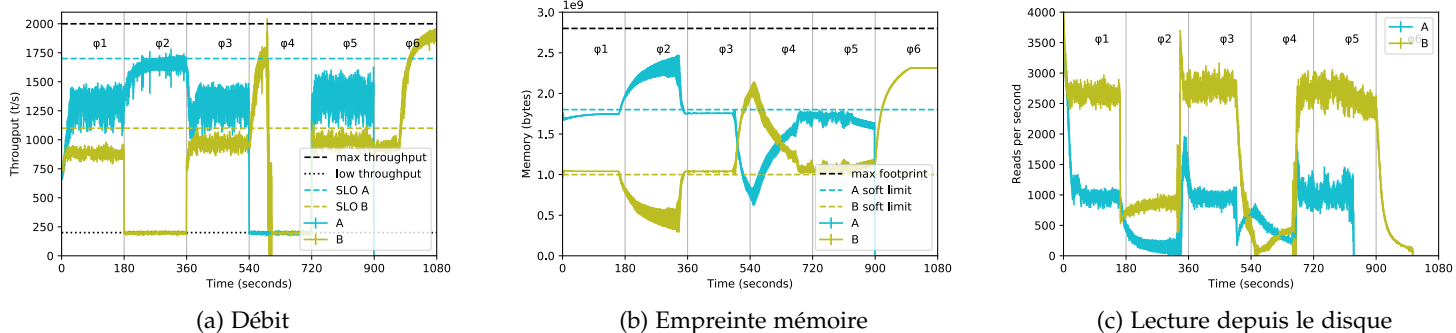 Througput (t/s)
2000
1750
1500
1250
1000
750
500
250
0
φ1 φ2 φ3 φ4 φ5 φ6
max throughput
low throughput
SLO A
SLO B
A
B
0 180 360 540 720 900 1080
Time (seconds)
(a) Débit
1e9
Memory (bytes)
3.0
2.5
2.0
1.5
1.0
0.5
0.0
φ1 φ2 φ3 φ4 φ5 φ6
max footprint
A soft limit
B soft limit
A
B
0 180 360 540 720 900 1080
Time (seconds)
(b) Empreinte mémoire
Reads per second
4000
3500
3000
2500
2000
1500
1000
500
0
φ1 φ2 φ3 φ4 φ5 φ6
A
B
0 180 360 540 720 900 1080
Time (seconds)
(c) Lecture depuis le disque